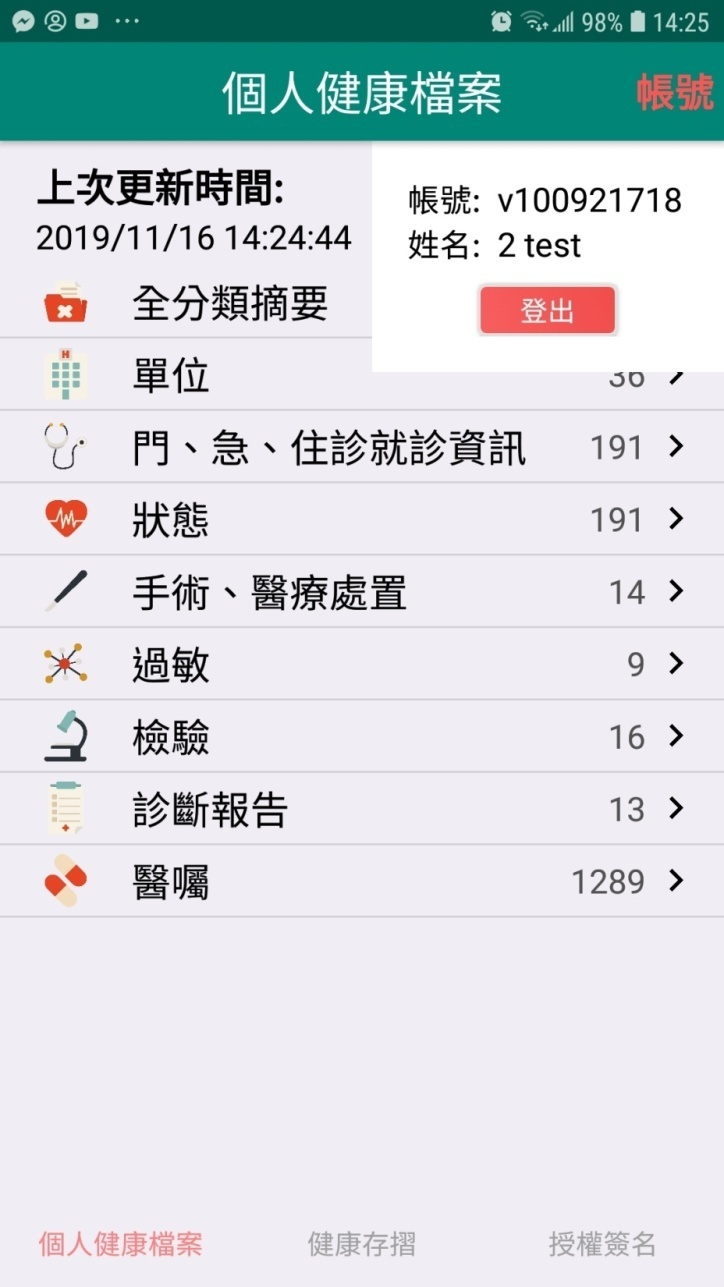 98% 14:25
個人健康檔案 帳號
上次更新時間:
2019/11/16 14:24:44
帳號: v100921718
姓名: 2 test
登出
全分類摘要
單位 36
門、急、住診就診資訊 191
狀態 191
手術、醫療處置 14
過敏 9
檢驗 16
診斷報告 13
醫囑 1289
個人健康檔案 健康存摺 授權簽名